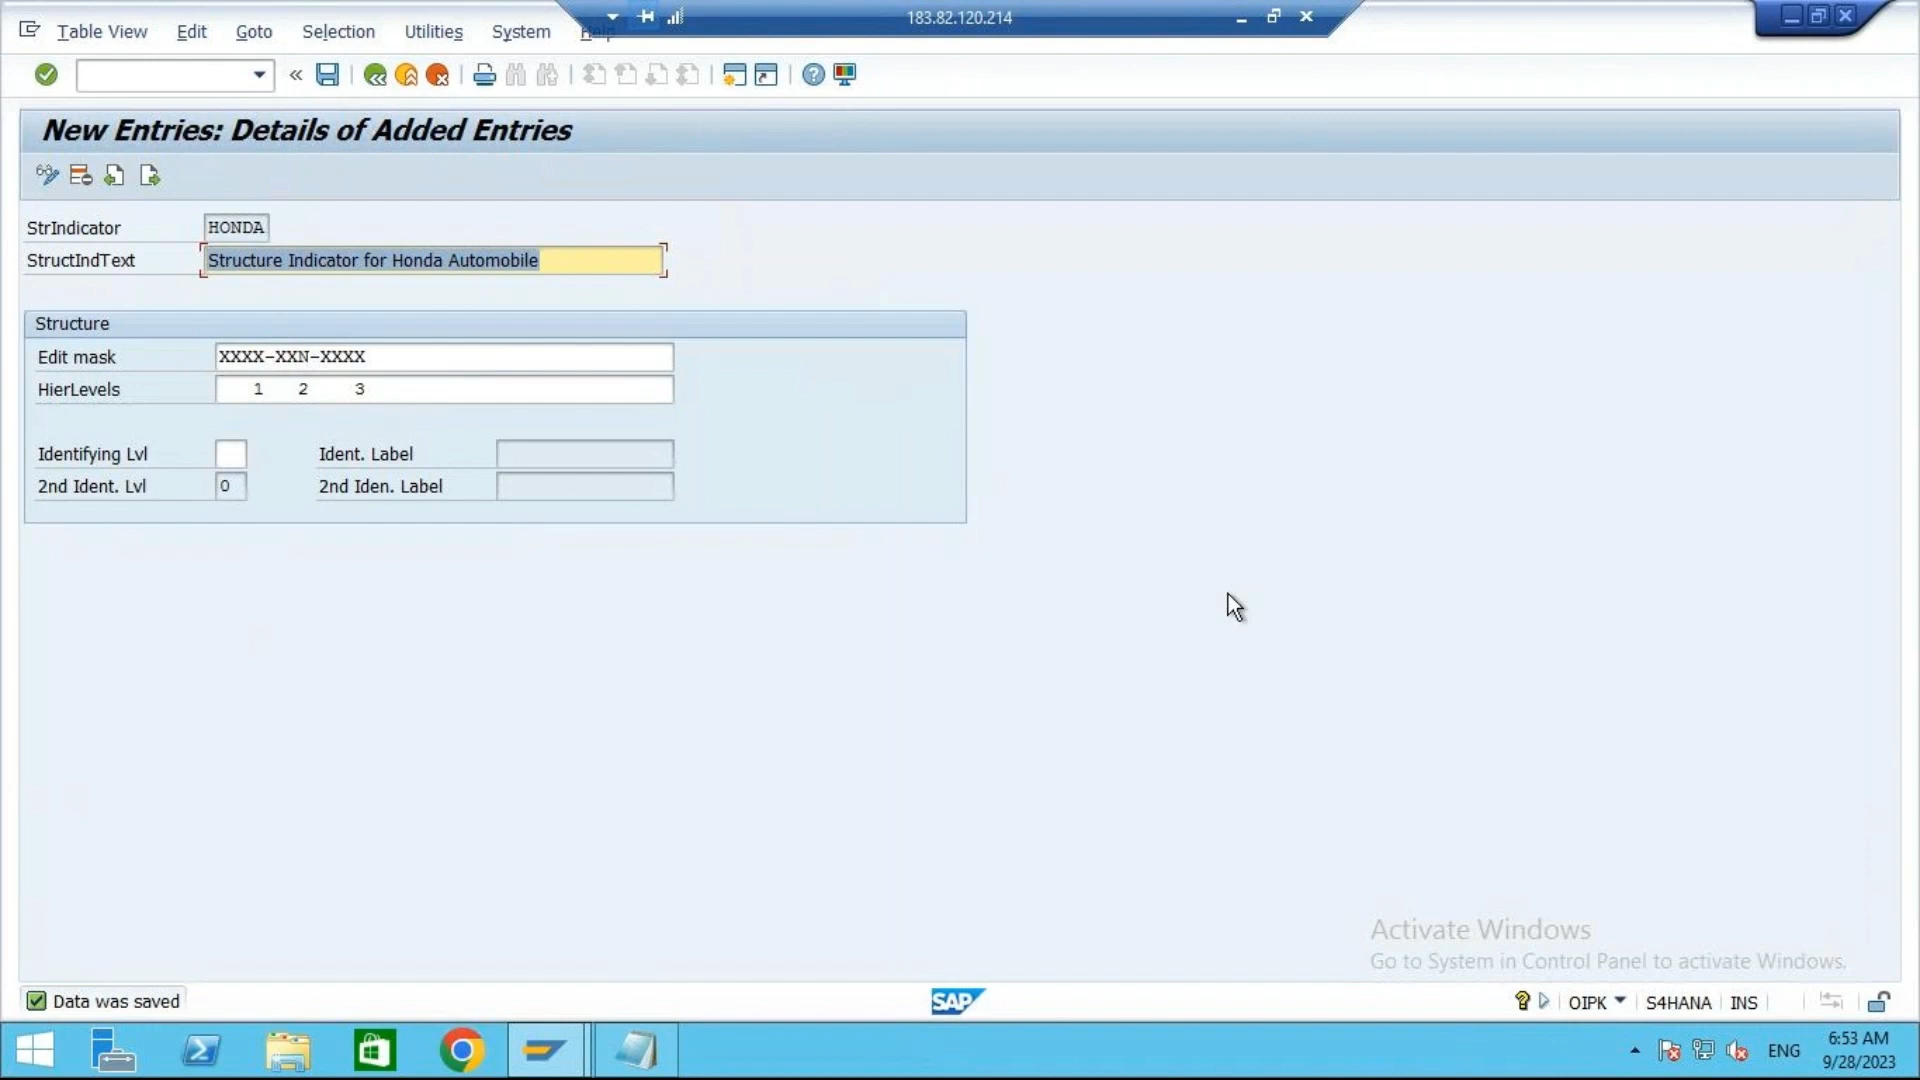 183.82.120.214
Table View Edit Goto Selection Utilities System Help
New Entries: Details of Added Entries
StrIndicator HONDA
StructIndText Structure Indicator for Honda Automobile
Structure
Edit mask XXXX-XXN-XXXX
HierLevels 1 2 3
Identifying Lvl Ident. Label
2nd Ident. Lvl 0 2nd Iden. Label
Activate Windows
Go to System in Control Panel to activate Windows.
Data was saved SAP OIPK S4HANA INS
6:53 AM
ENG
9/28/2023